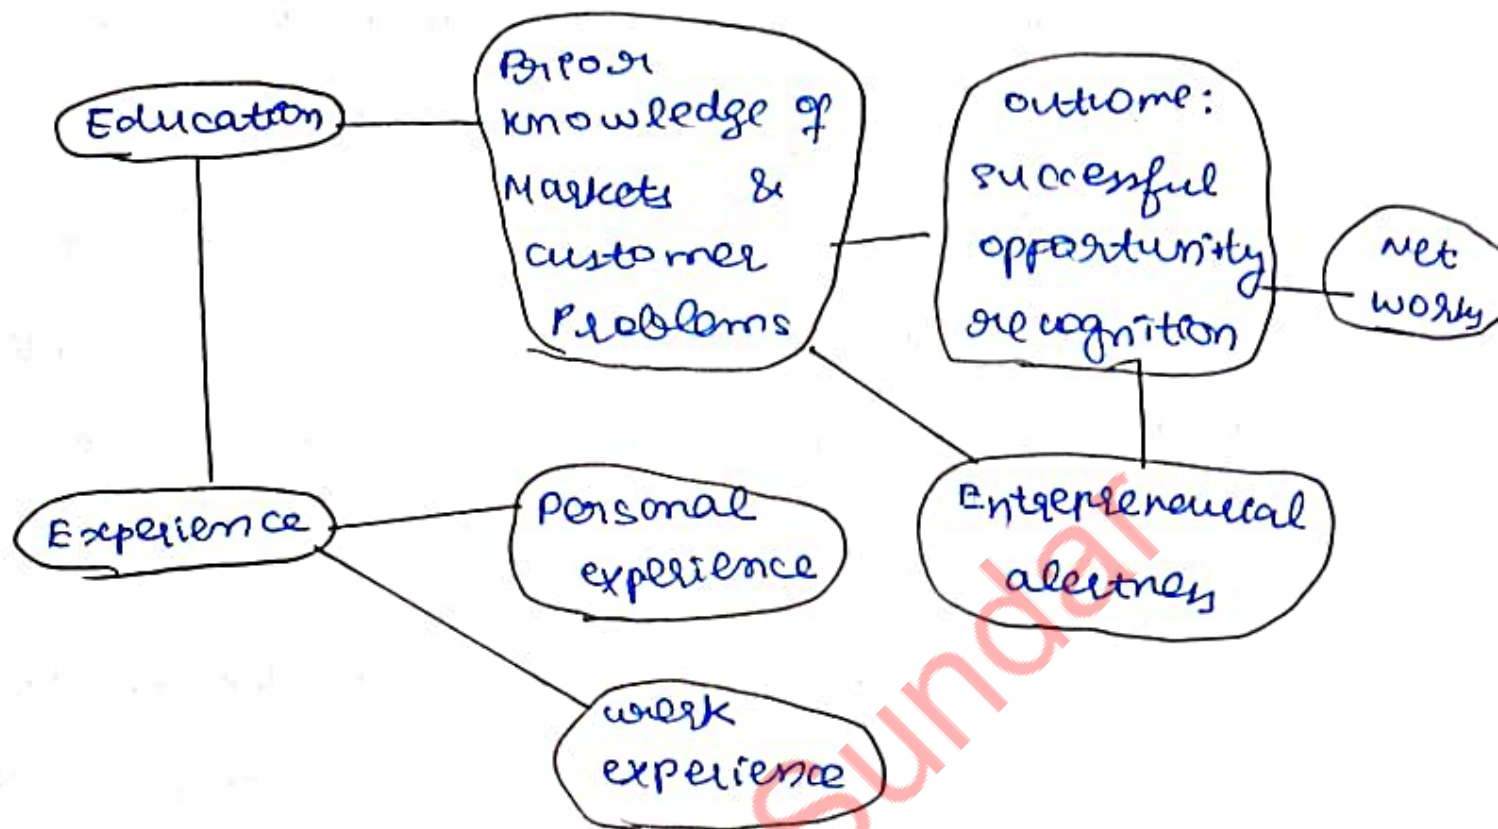 Education
Prior
knowledge of
Markets &
customer
Problems
outcome:
successful
opportunity
recognition
Net
works
Experience
Personal
experience
Entrepreneurial
alertness
work
experience
Sundar